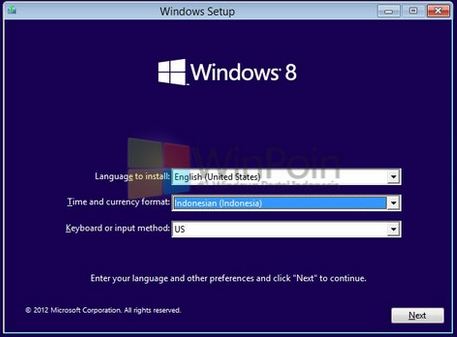 Windows Setup
Windows 8
WinPoin
Language to install: English (United States)
Time and currency format: Indonesian (Indonesia)
Keyboard or input method: US
Enter your language and other preferences and click "Next" to continue.
© 2012 Microsoft Corporation. All rights reserved.
Next